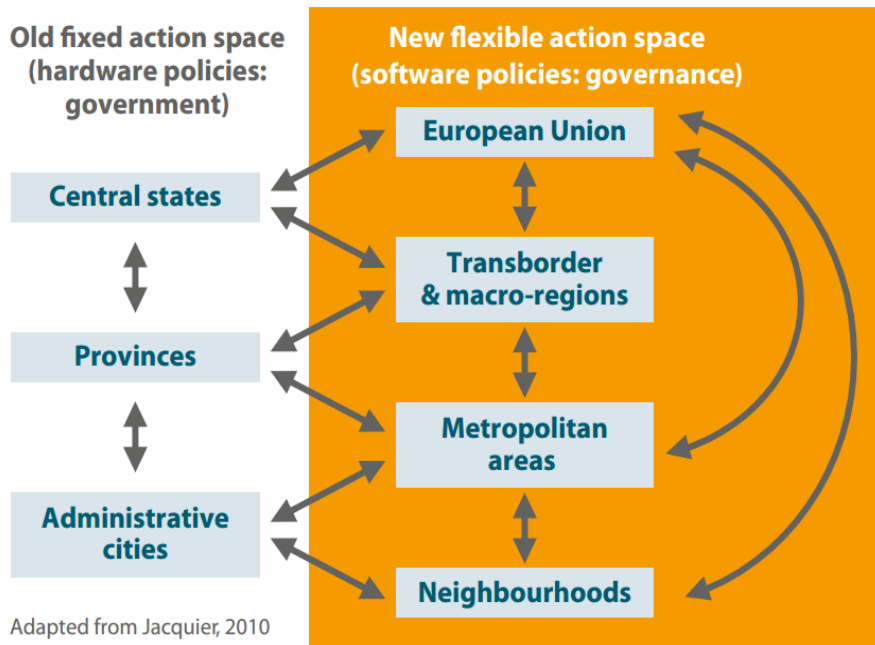 Old fixed action space
(hardware policies:
government)
New flexible action space
(software policies: governance)
European Union
Central states
Transborder
& macro-regions
Provinces
Metropolitan
areas
Administrative
cities
Neighbourhoods
Adapted from Jacquier, 2010